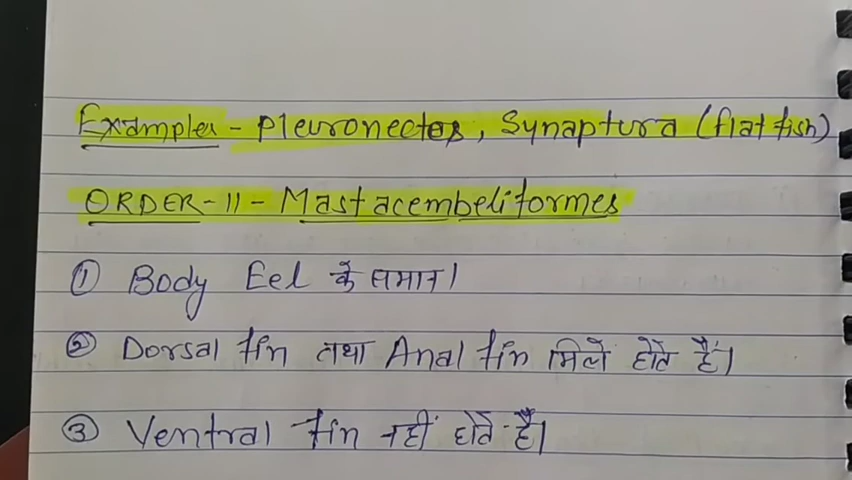 Examples - Pleuronectes, Synaptura (flat fish)
ORDER-11 - Mastacembeliformes
① Body Eel के समान।
② Dorsal fin तथा Anal fin मिले होते हैं।
③ Ventral fin नहीं होते हैं।